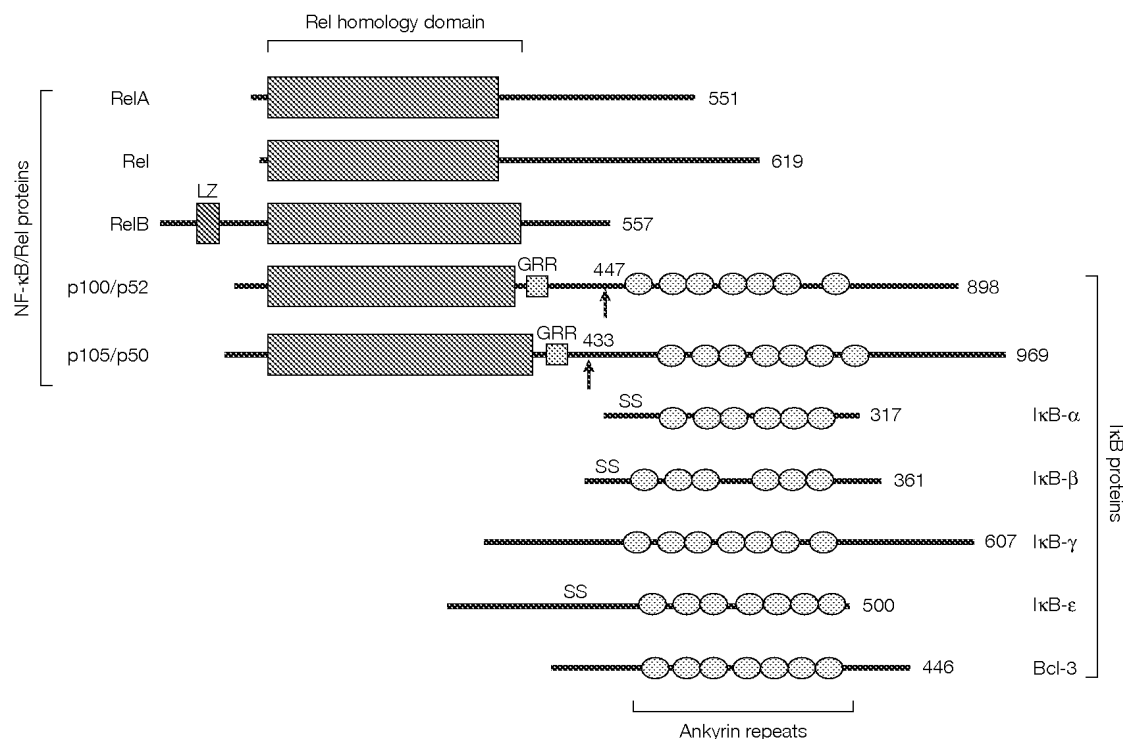 Rel homology domain
NF-κB/Rel proteins
RelA 551
Rel 619
LZ
RelB 557
p100/p52 GRR 447 898
p105/p50 GRR 433 969
SS 317 IκB-α
SS 361 IκB-β
607 IκB-γ
SS 500 IκB-ε
446 Bcl-3
IκB proteins
Ankyrin repeats